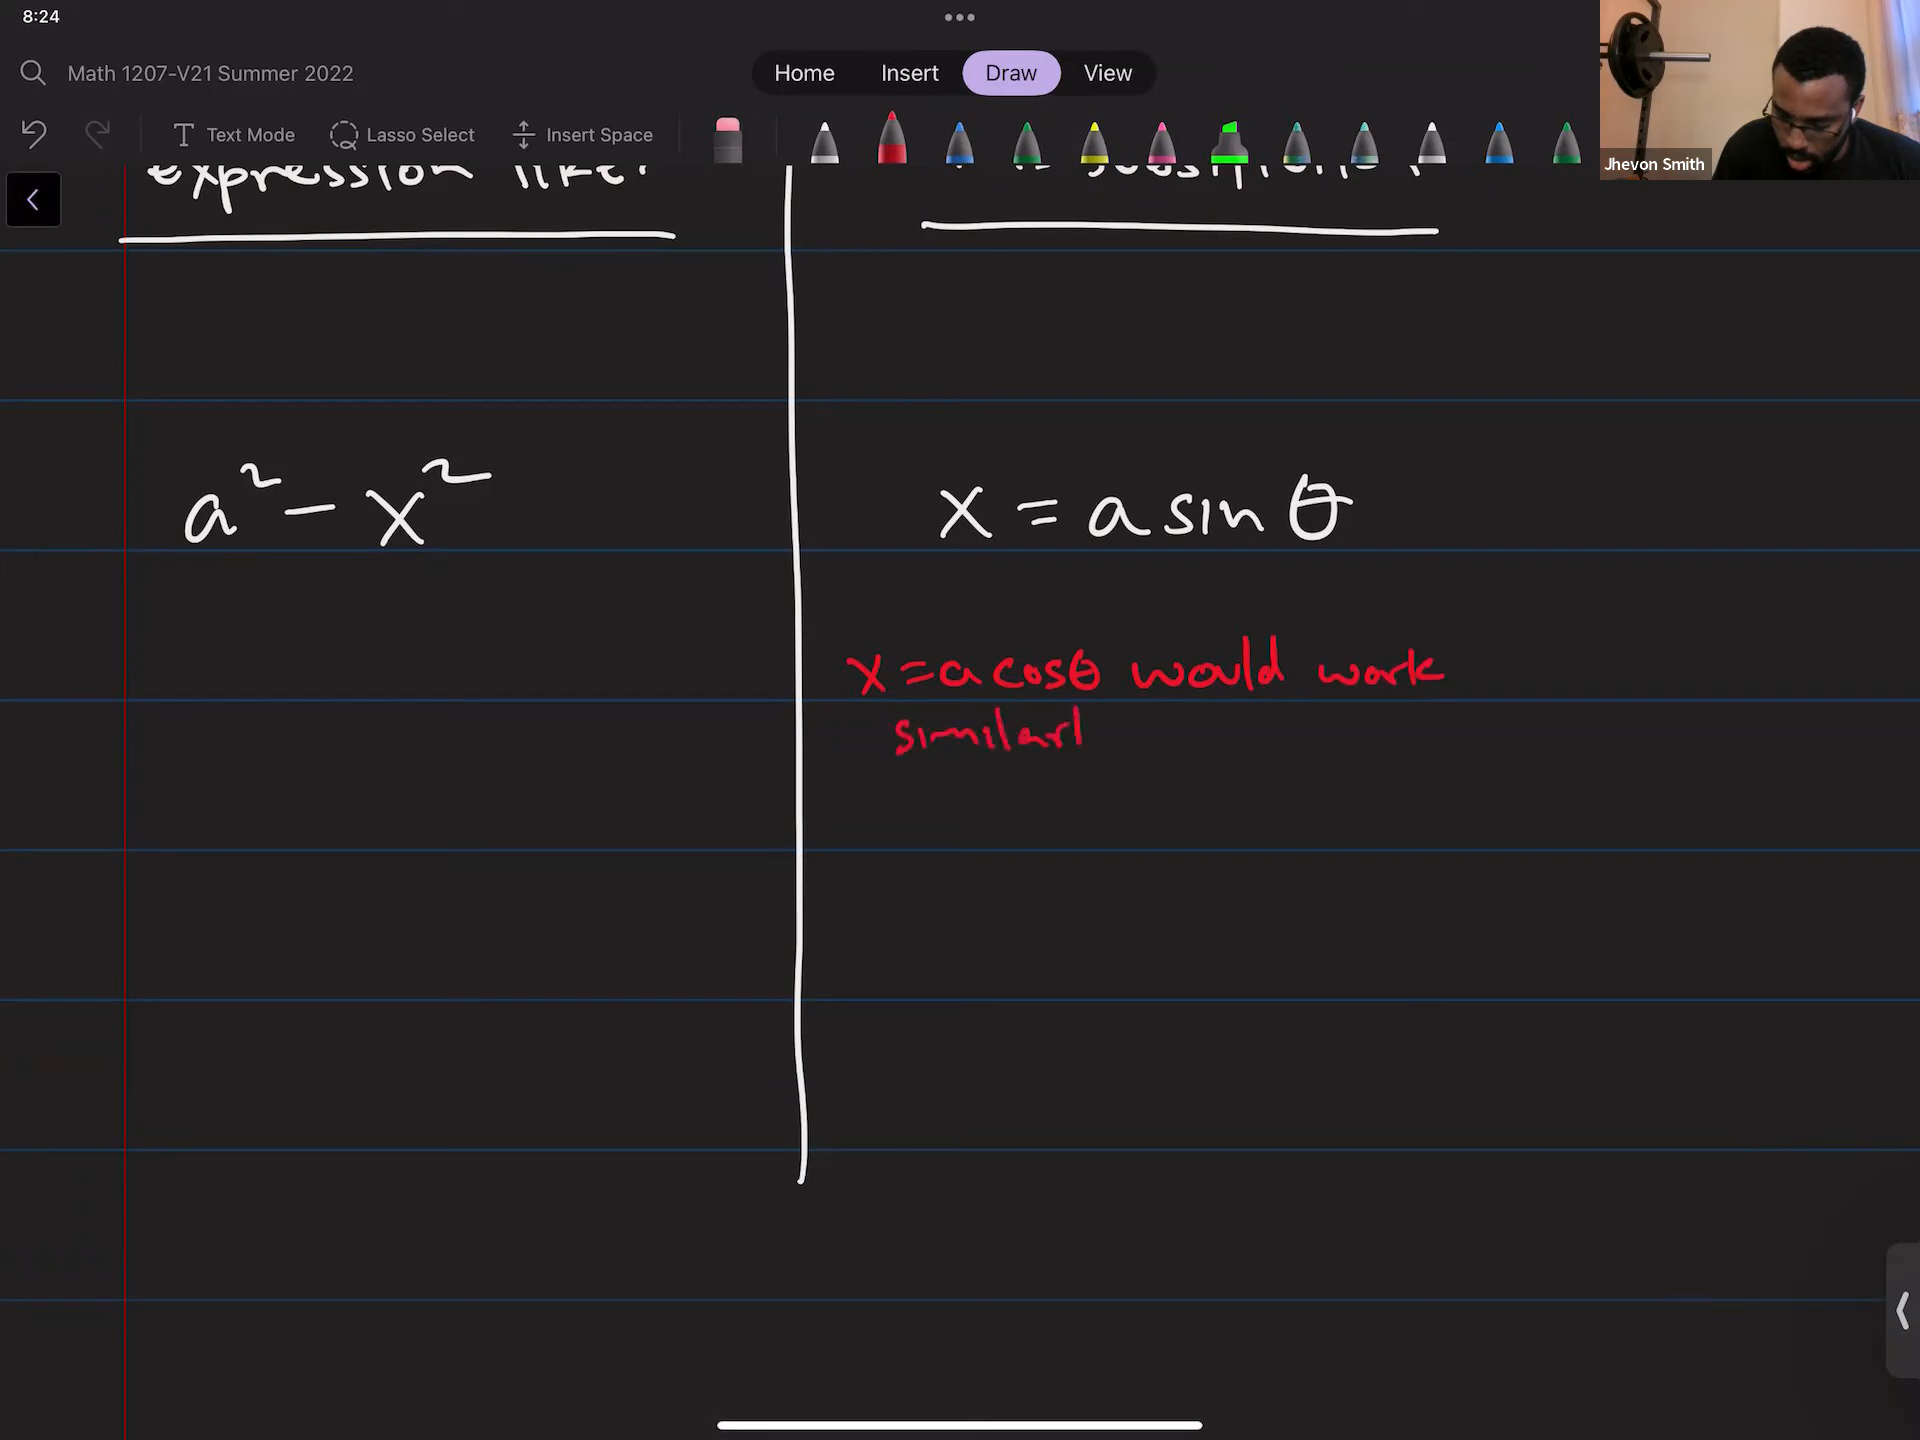 8:24
Math 1207-V21 Summer 2022
Home Insert Draw View
Text Mode Lasso Select Insert Space
Jhevon Smith
expression like:
a² - x²
x = a sin θ
x = a cosθ would work
similarl